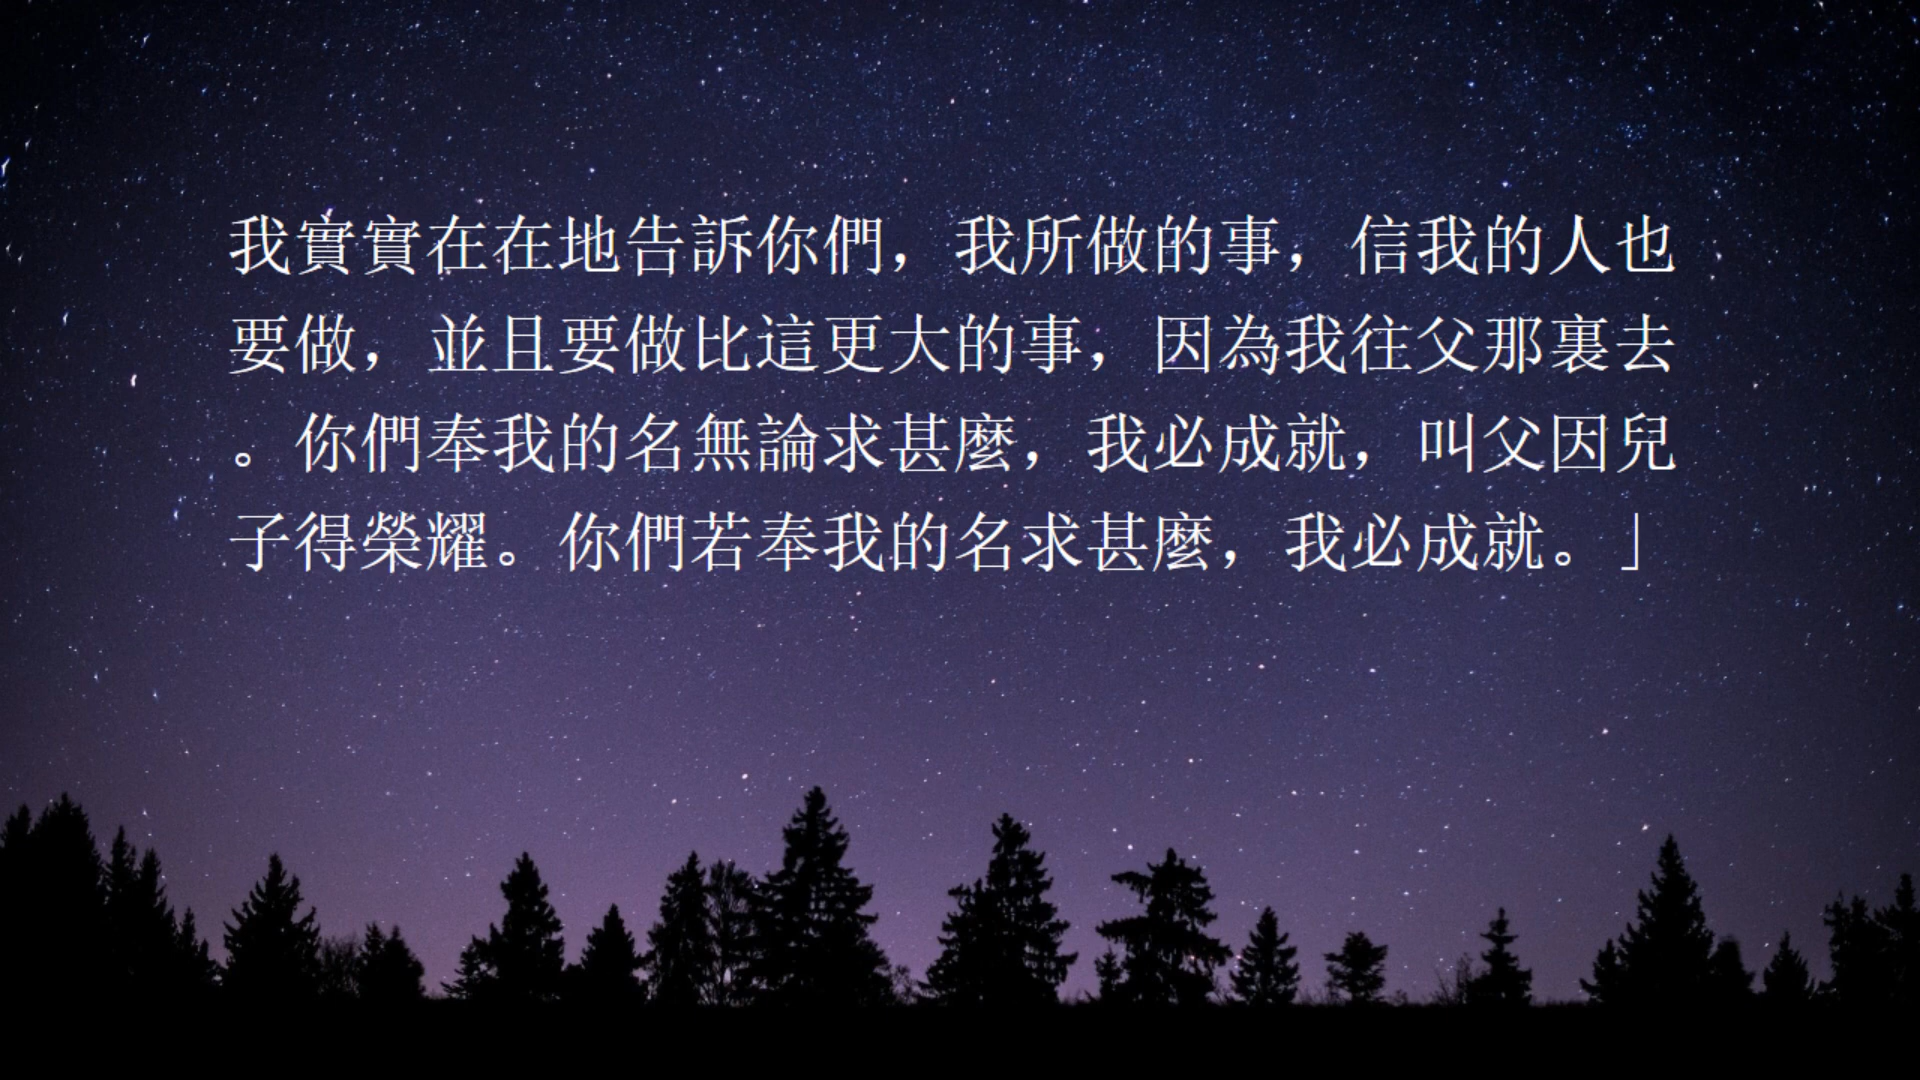 我實實在在地告訴你們，我所做的事，信我的人也
要做，並且要做比這更大的事，因為我往父那裏去
。你們奉我的名無論求甚麼，我必成就，叫父因兒
子得榮耀。你們若奉我的名求甚麼，我必成就。」